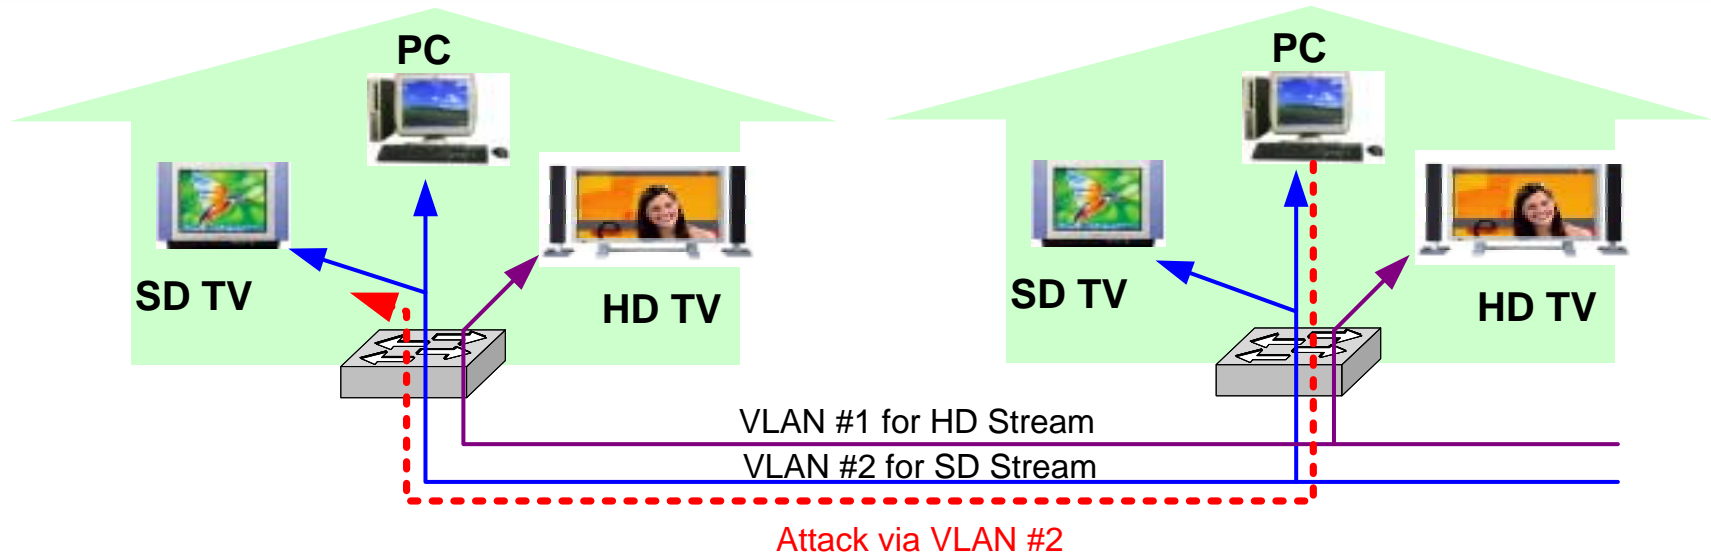 PC
PC
SD TV
HD TV
SD TV
HD TV
VLAN #1 for HD Stream
VLAN #2 for SD Stream
Attack via VLAN #2